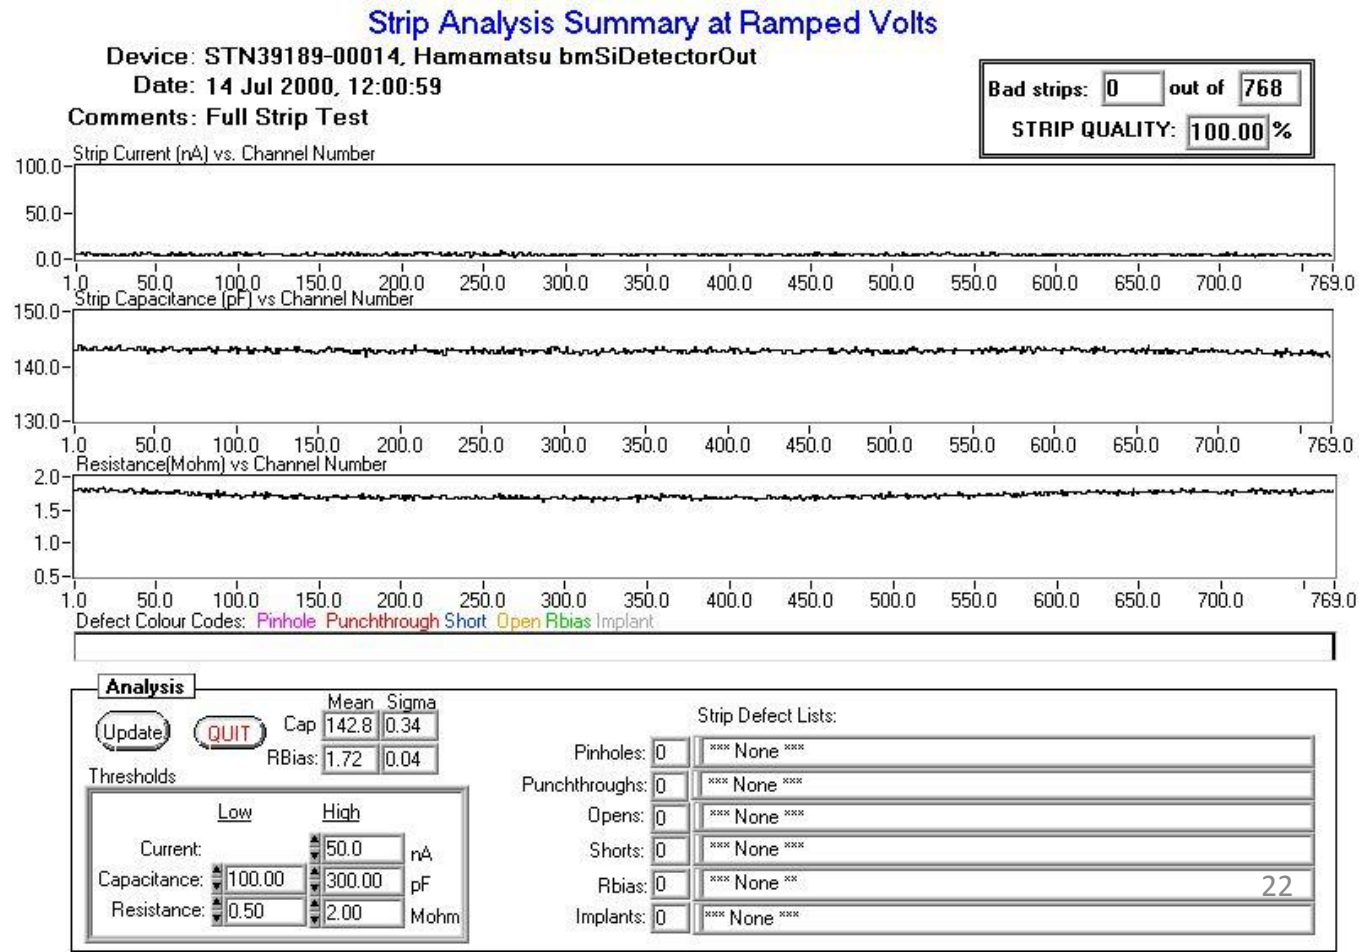 Strip Analysis Summary at Ramped Volts
Device: STN39189-00014, Hamamatsu bmSiDetectorOut
Date: 14 Jul 2000, 12:00:59
Comments: Full Strip Test
Bad strips: 0 out of 768
STRIP QUALITY: 100.00 %
Strip Current (nA) vs. Channel Number
100.0
50.0
0.0
1.0 50.0 100.0 150.0 200.0 250.0 300.0 350.0 400.0 450.0 500.0 550.0 600.0 650.0 700.0 769.0
Strip Capacitance (pF) vs Channel Number
150.0
140.0
130.0
1.0 50.0 100.0 150.0 200.0 250.0 300.0 350.0 400.0 450.0 500.0 550.0 600.0 650.0 700.0 769.0
Resistance(Mohm) vs Channel Number
2.0
1.5
1.0
0.5
1.0 50.0 100.0 150.0 200.0 250.0 300.0 350.0 400.0 450.0 500.0 550.0 600.0 650.0 700.0 769.0
Defect Colour Codes: Pinhole Punchthrough Short Open Rbias Implant
Analysis
Update QUIT
Mean Sigma
Cap 142.8 0.34
RBias: 1.72 0.04
Thresholds
Low High
Current: 50.0 nA
Capacitance: 100.00 300.00 pF
Resistance: 0.50 2.00 Mohm
Strip Defect Lists:
Pinholes: 0 *** None ***
Punchthroughs: 0 *** None ***
Opens: 0 *** None ***
Shorts: 0 *** None ***
Rbias: 0 *** None **
Implants: 0 *** None ***
22